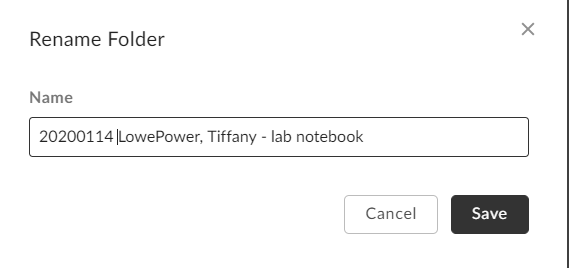 Rename Folder
Name
20200114 LowePower, Tiffany - lab notebook
Cancel Save